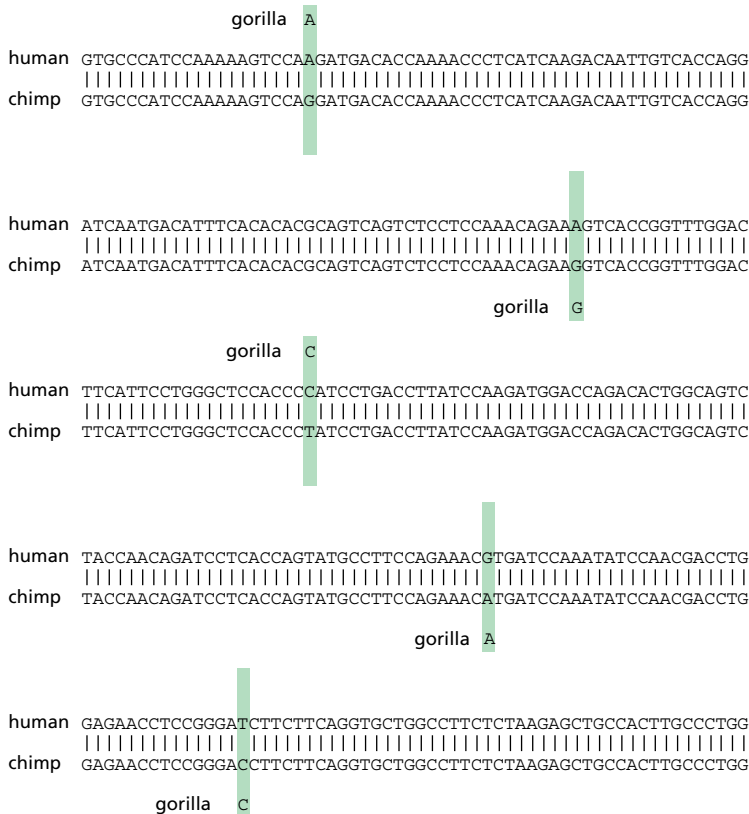 gorilla A
human GTGCCCATCCAAAAAGTCCAAGATGACACCAAAACCCTCATCAAGACAATTGTCACCAGG
chimp GTGCCCATCCAAAAAGTCCAGGATGACACCAAAACCCTCATCAAGACAATTGTCACCAGG
human ATCAATGACATTTCACACACGCAGTCAGTCTCCTCCAAACAGAAAGTCACCGGTTTGGAC
chimp ATCAATGACATTTCACACACGCAGTCAGTCTCCTCCAAACAGAAGGTCACCGGTTTGGAC
gorilla G
gorilla C
human TTCATTCCTGGGCTCCACCCCATCCTGACCTTATCCAAGATGGACCAGACACTGGCAGTC
chimp TTCATTCCTGGGCTCCACCCTATCCTGACCTTATCCAAGATGGACCAGACACTGGCAGTC
human TACCAACAGATCCTCACCAGTATGCCTTCCAGAAACGTGATCCAAATATCCAACGACCTG
chimp TACCAACAGATCCTCACCAGTATGCCTTCCAGAAACATGATCCAAATATCCAACGACCTG
gorilla A
human GAGAACCTCCGGGATCTTCTTCAGGTGCTGGCCTTCTCTAAGAGCTGCCACTTGCCCTGG
chimp GAGAACCTCCGGGACCTTCTTCAGGTGCTGGCCTTCTCTAAGAGCTGCCACTTGCCCTGG
gorilla C